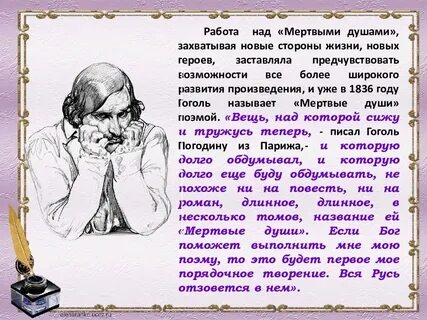 Работа над «Мертвыми душами»,
захватывая новые стороны жизни, новых
героев, заставляла предчувствовать
возможности все более широкого
развития произведения, и уже в 1836 году
Гоголь называет «Мертвые души»
поэмой. «Вещь, над которой сижу
и тружусь теперь, - писал Гоголь
Погодину из Парижа,- и которую
долго обдумывал, и которую
долго еще буду обдумывать, не
похоже ни на повесть, ни на
роман, длинное, длинное, в
несколько томов, название ей
«Мертвые души». Если Бог
поможет выполнить мне мою
поэму, то это будет первое мое
порядочное творение. Вся Русь
отзовется в нем».